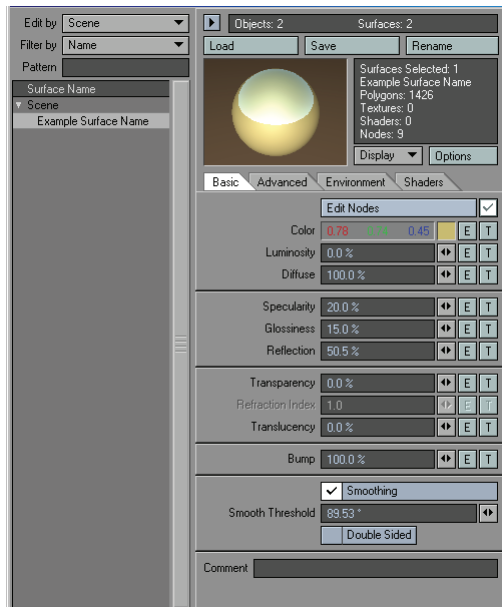 Edit by Scene
Filter by Name
Pattern
Surface Name
Scene
Example Surface Name
Objects: 2 Surfaces: 2
Load Save Rename
Surfaces Selected: 1
Example Surface Name
Polygons: 1426
Textures: 0
Shaders: 0
Nodes: 9
Display Options
Basic Advanced Environment Shaders
Edit Nodes
Color 0.78 0.45 E T
Luminosity 0.0 % E T
Diffuse 100.0 % E T
Specularity 20.0 % E T
Glossiness 15.0 % E T
Reflection 50.5 % E T
Transparency 0.0 % E T
Refraction Index 1.0 E T
Translucency 0.0 % E T
Bump 100.0 % E T
Smoothing
Smooth Threshold 89.53 °
Double Sided
Comment